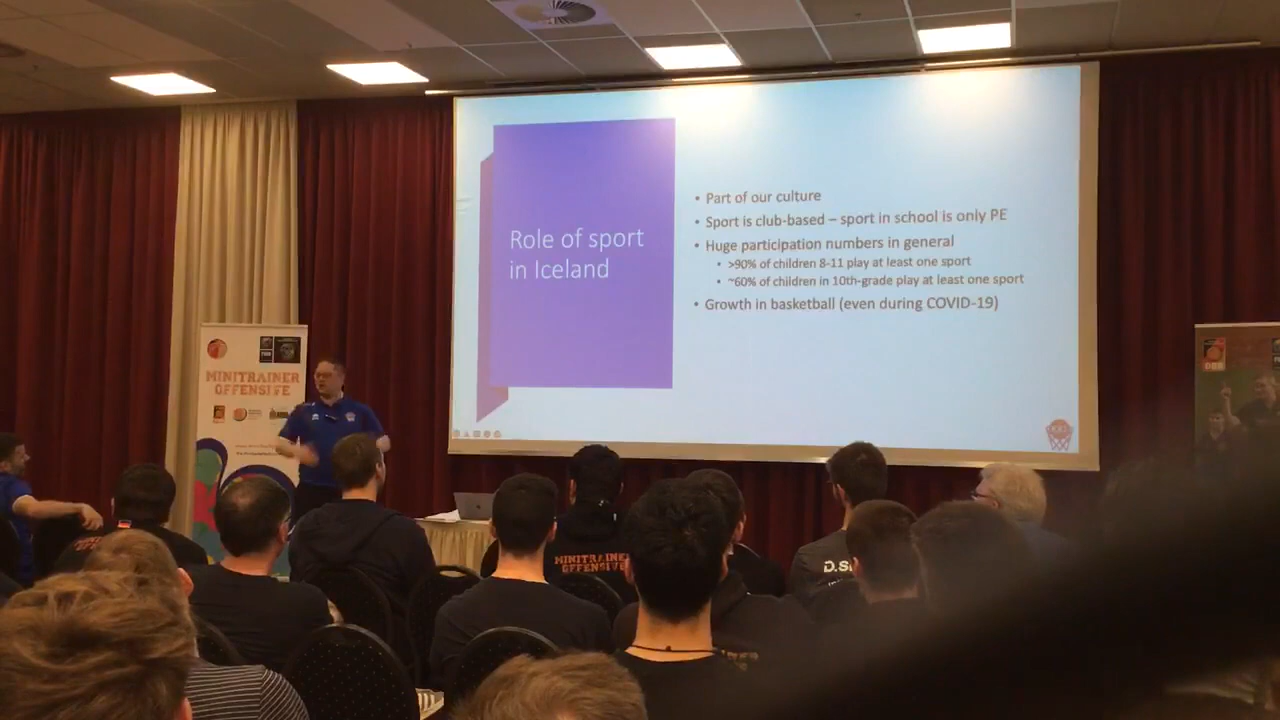 Role of sport
in Iceland
• Part of our culture
• Sport is club-based – sport in school is only PE
• Huge participation numbers in general
• >90% of children 8-11 play at least one sport
• ~60% of children in 10th-grade play at least one sport
• Growth in basketball (even during COVID-19)
MINITRAINER
OFFENSIVE
MINITRAINER
OFFENSIVE
DBB